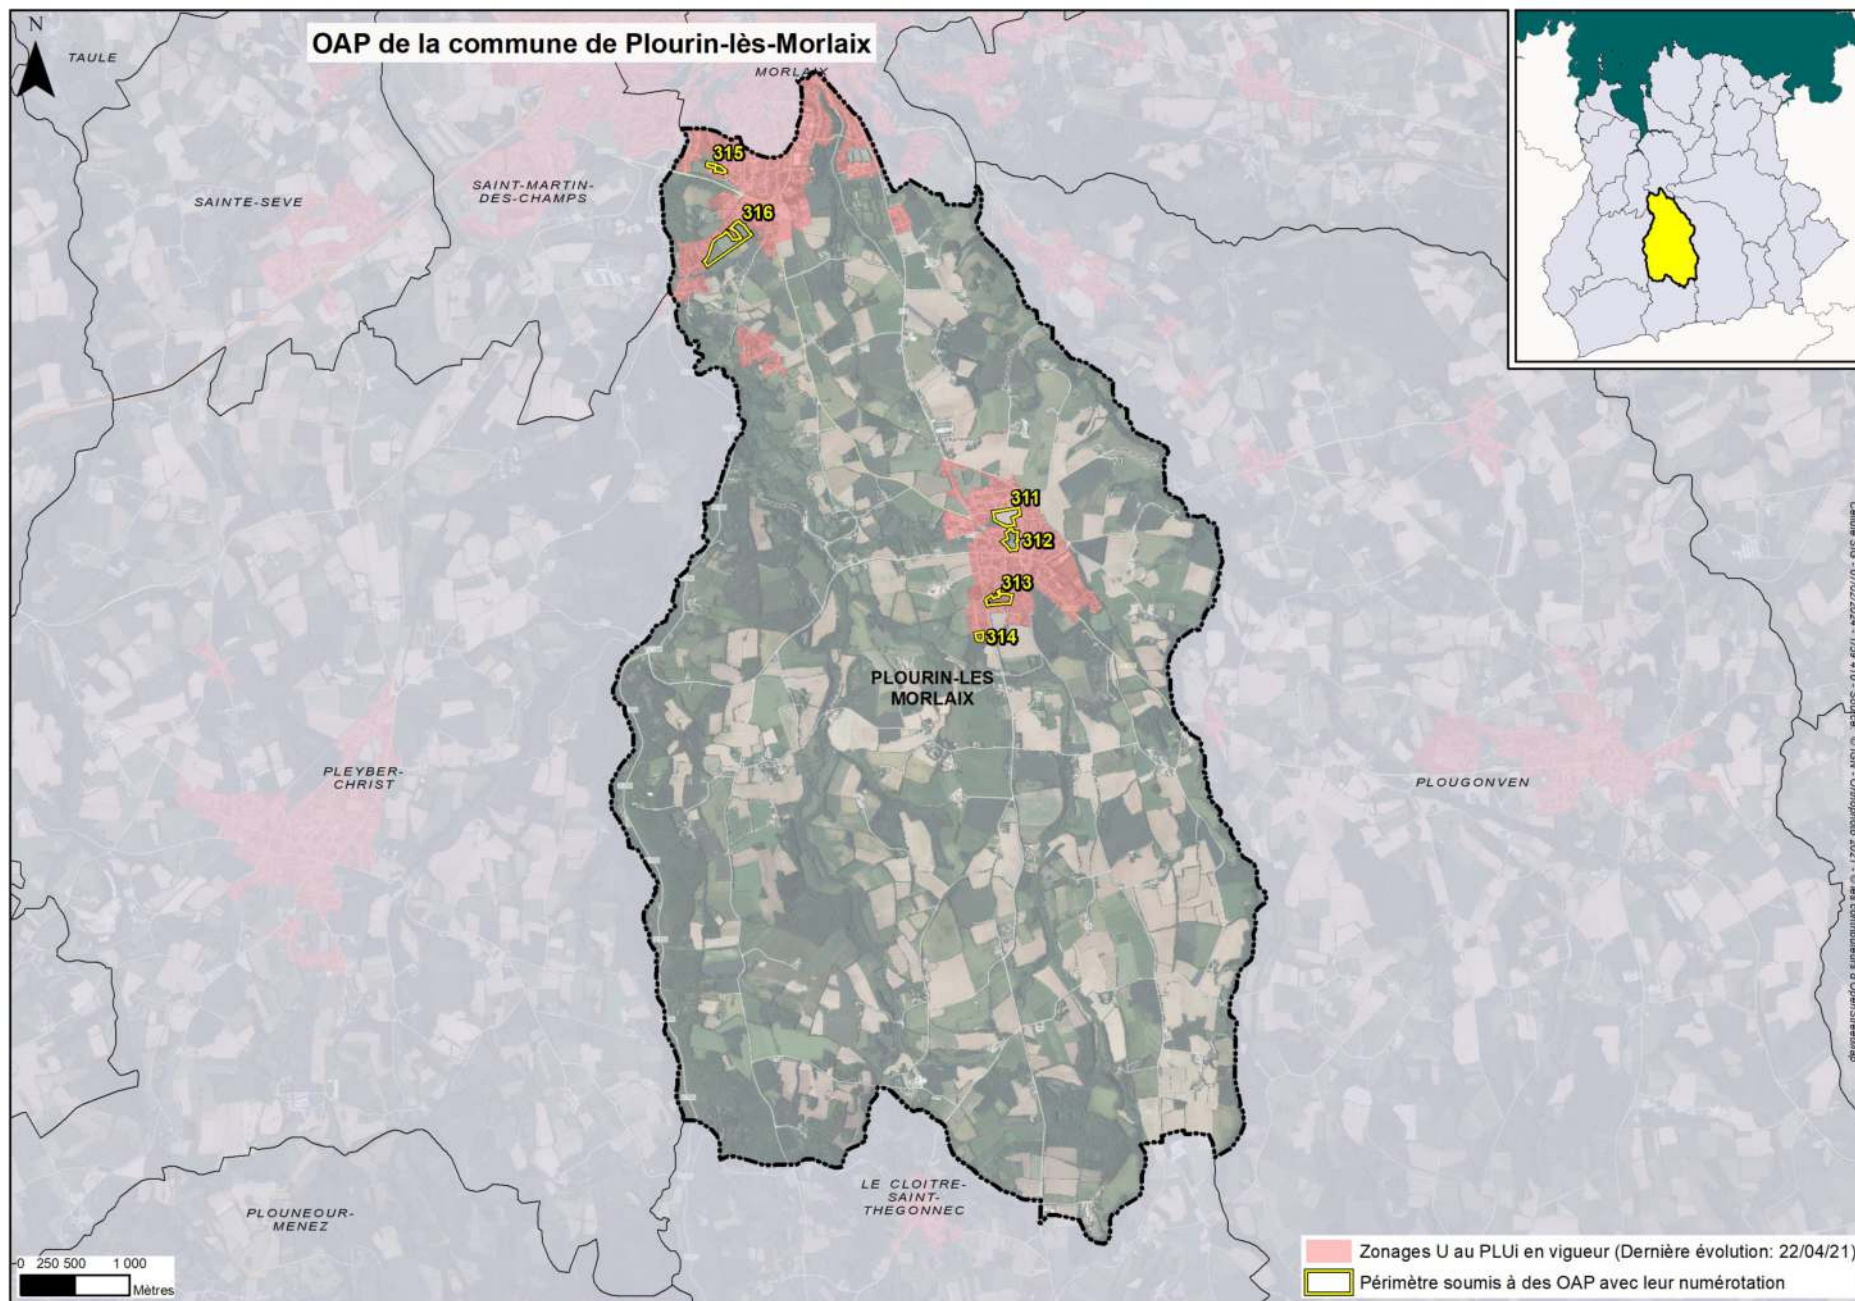 OAP de la commune de Plourin-lès-Morlaix
N
TAULE
MORLAIX
SAINTE-SEVE
SAINT-MARTIN-
DES-CHAMPS
315
316
311
312
313
314
PLOURIN-LES
MORLAIX
PLEYBER-
CHRIST
PLOUGONVEN
LE CLOITRE-
SAINT-
THEGONNEC
PLOUNEOUR-
MENEZ
0 250 500 1 000
Mètres
Zonages U au PLUi en vigueur (Dernière évolution: 22/04/21)
Périmètre soumis à des OAP avec leur numérotation